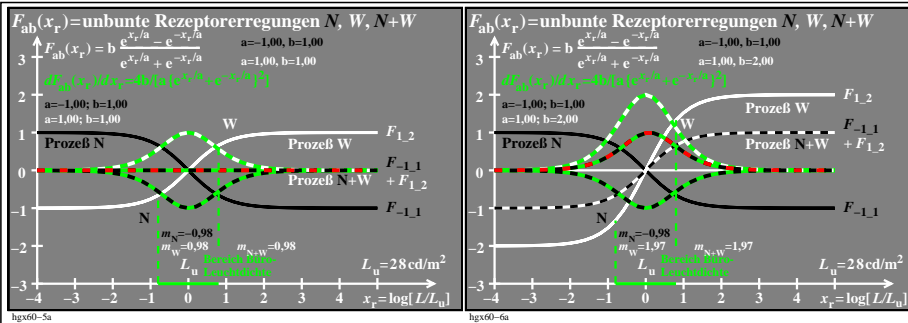 F_ab(x_r)=unbunte Rezeptorerregungen N, W, N+W
F_ab(x_r) = b (e^{x_r/a} − e^{−x_r/a}) / (e^{x_r/a} + e^{−x_r/a})
a=−1,00, b=1,00
a=1,00, b=1,00
dF_ab(x_r)/dx_r=4b/[a{e^{x_r/a}+e^{−x_r/a}}^2]
a=−1,00; b=1,00
a=1,00; b=1,00
3
2
1
0
−1
−2
−3
Prozeß N
W
Prozeß W
F_1_2
F_−1_1
+ F_1_2
Prozeß N+W
N
F_−1_1
m_N=−0,98
m_W=0,98
m_N+W=0,98
L_u
Bereich Büro-
Leuchtdichte
L_u=28cd/m^2
−4 −3 −2 −1 0 1 2 3 4 5
x_r=log[L/L_u]
hgx60−5a
F_ab(x_r)=unbunte Rezeptorerregungen N, W, N+W
F_ab(x_r) = b (e^{x_r/a} − e^{−x_r/a}) / (e^{x_r/a} + e^{−x_r/a})
a=−1,00, b=1,00
a=1,00, b=2,00
dF_ab(x_r)/dx_r=4b/[a{e^{x_r/a}+e^{−x_r/a}}^2]
a=−1,00; b=1,00
a=1,00; b=2,00
3
2
1
0
−1
−2
−3
F_1_2
Prozeß N
W
Prozeß W
F_−1_1
+ F_1_2
Prozeß N+W
N
F_−1_1
m_N=−0,98
m_W=1,97
m_N+W=1,97
L_u
Bereich Büro-
Leuchtdichte
L_u=28cd/m^2
−4 −3 −2 −1 0 1 2 3 4 5
x_r=log[L/L_u]
hgx60−6a